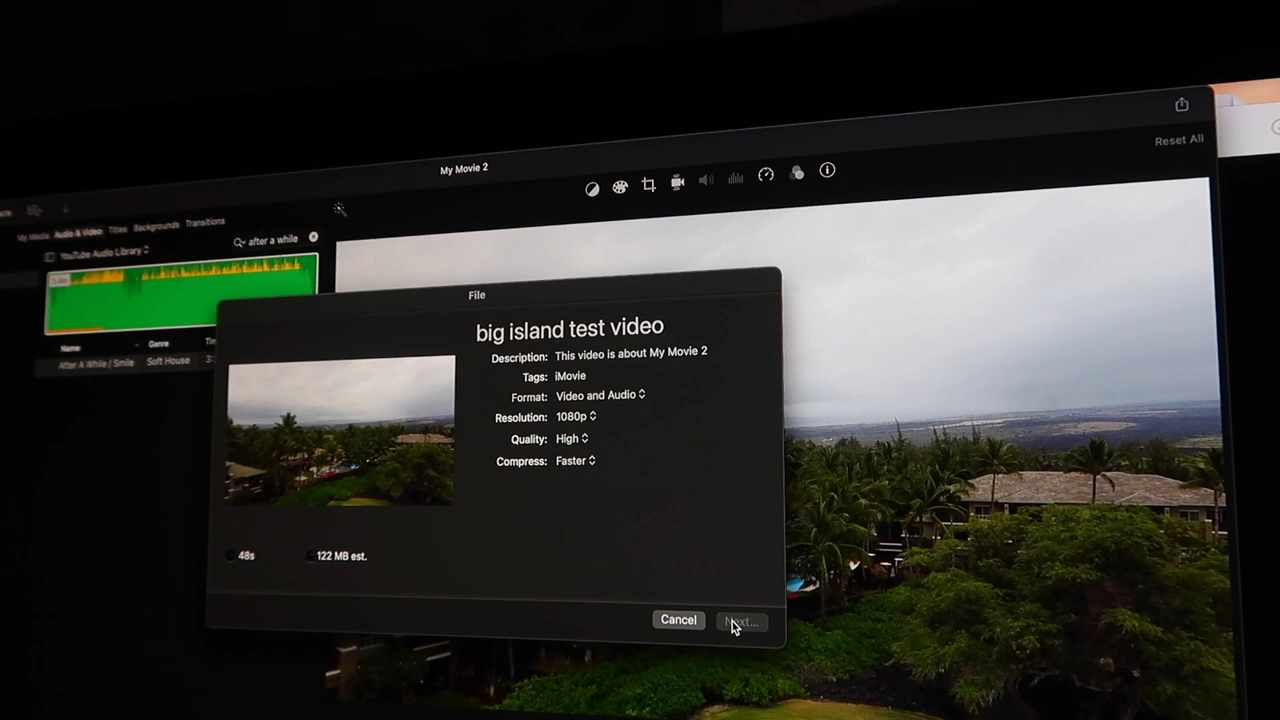 My Movie 2
Reset All
My Media Audio & Video Titles Backgrounds Transitions
YouTube Audio Library
after a while
Name Genre
After A While / Smile Soft House
File
big island test video
Description: This video is about My Movie 2
Tags: iMovie
Format: Video and Audio
Resolution: 1080p
Quality: High
Compress: Faster
48s 122 MB est.
Cancel Next...